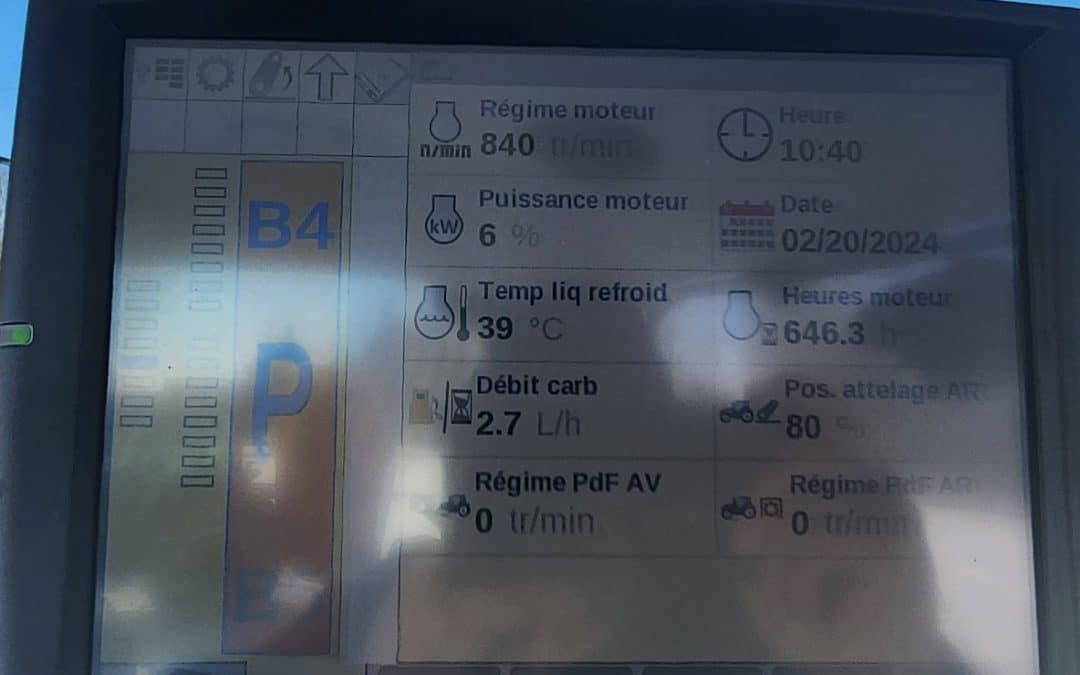 B4
P
Régime moteur
n/min 840 tr/min
Heure
10:40
Puissance moteur
kW
6 %
Date
02/20/2024
Temp liq refroid
39 °C
Heures moteur
646.3 h
Débit carb
2.7 L/h
Pos. attelage AR
80 %
Régime PdF AV
0 tr/min
Régime PdF AR
0 tr/min